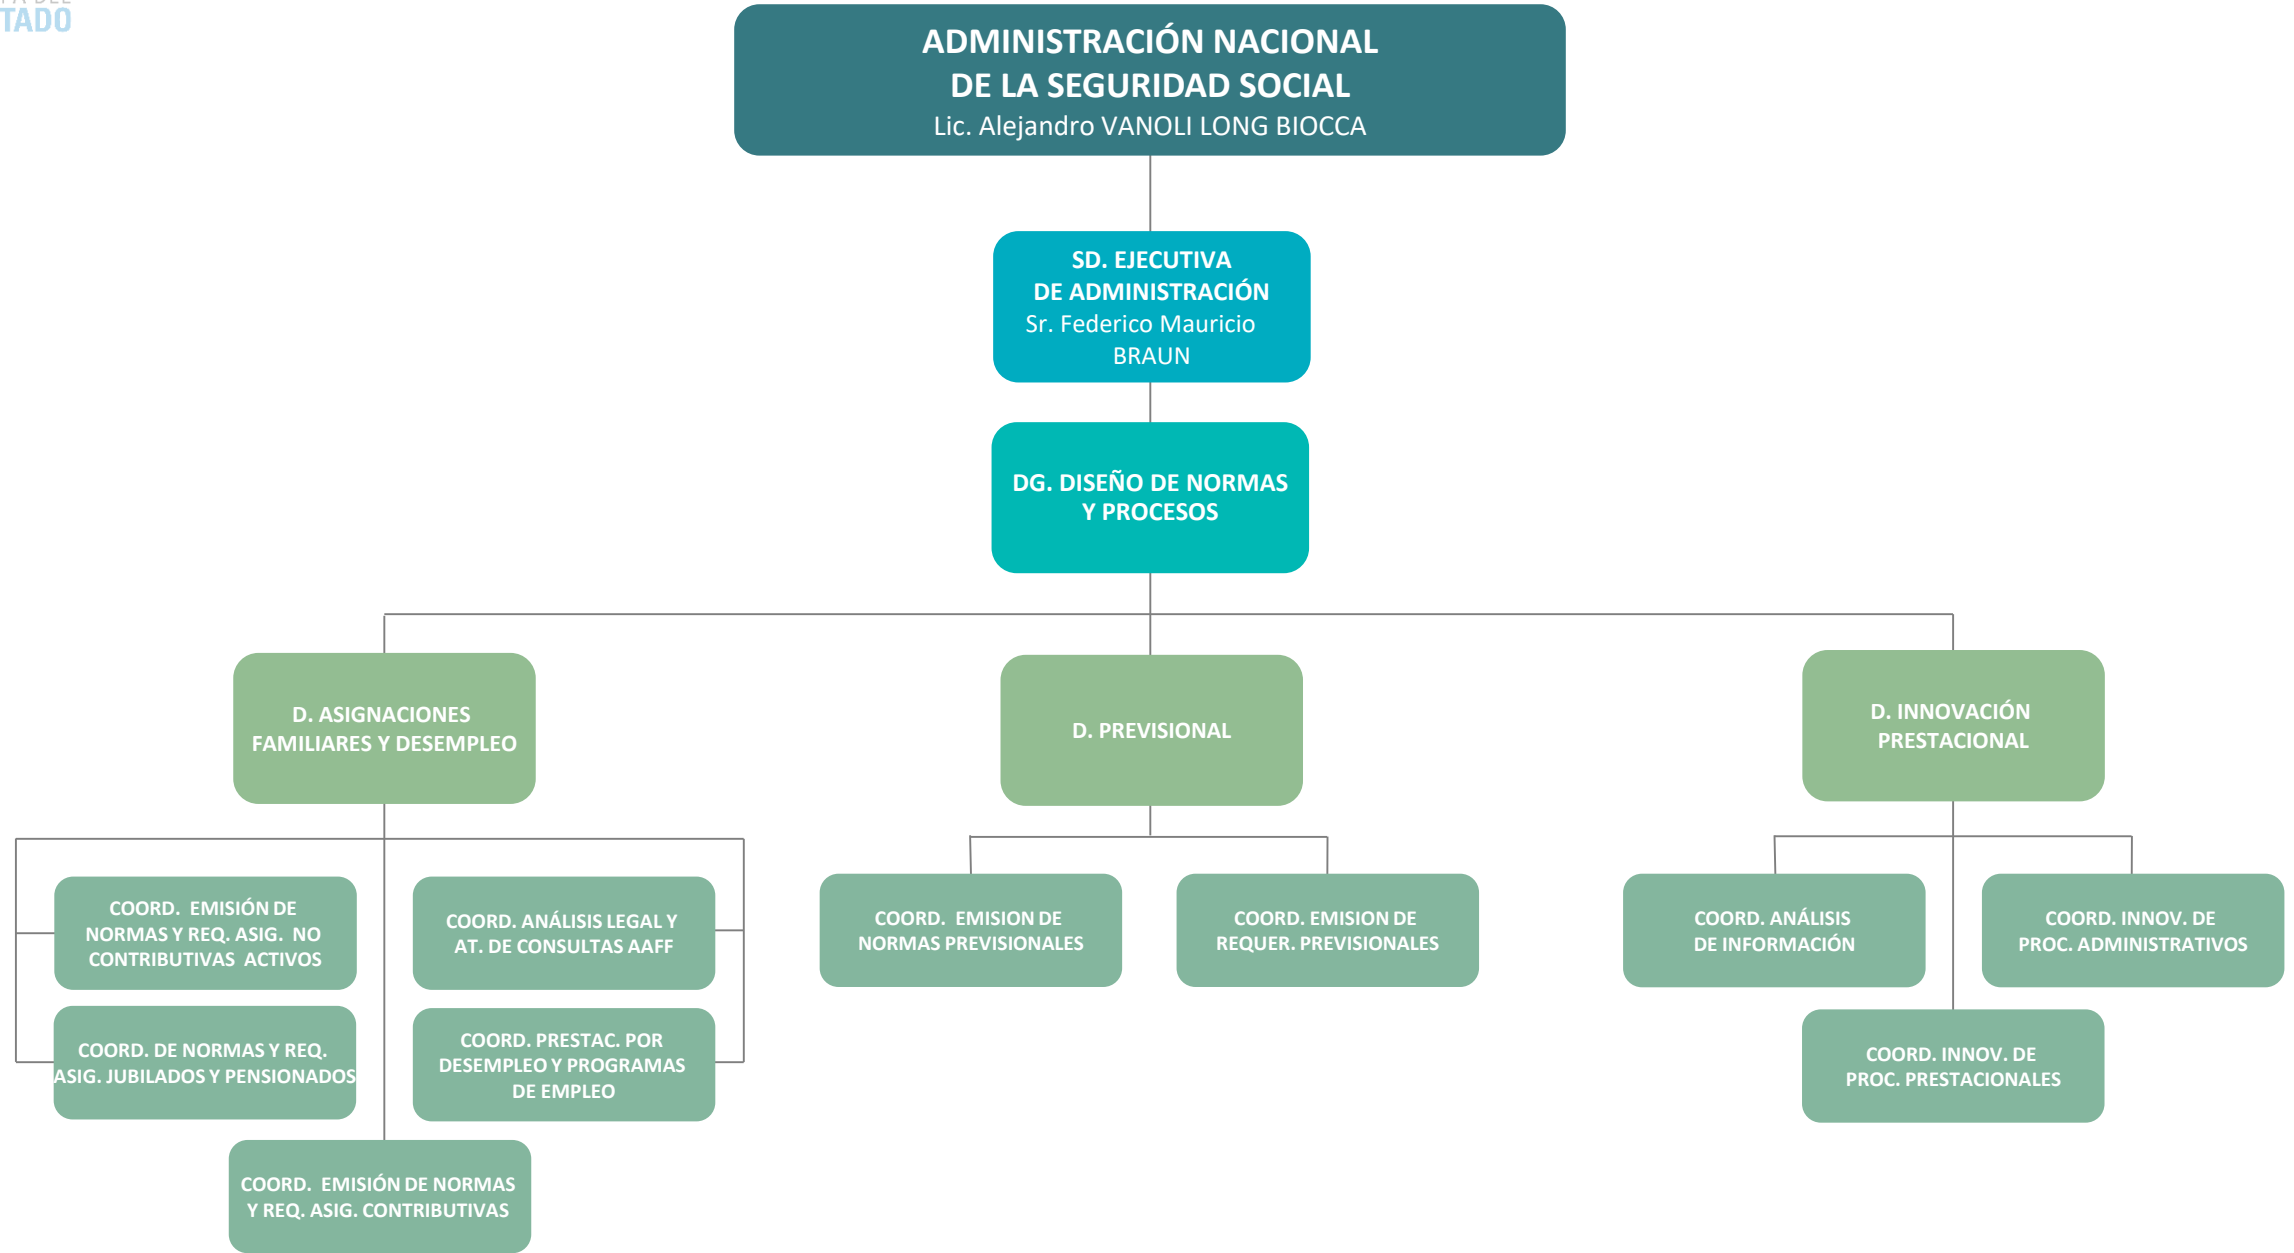 TADO
ADMINISTRACIÓN NACIONAL
DE LA SEGURIDAD SOCIAL
Lic. Alejandro VANOLI LONG BIOCCA
SD. EJECUTIVA
DE ADMINISTRACIÓN
Sr. Federico Mauricio
BRAUN
DG. DISEÑO DE NORMAS
Y PROCESOS
D. ASIGNACIONES
FAMILIARES Y DESEMPLEO
D. PREVISIONAL
D. INNOVACIÓN
PRESTACIONAL
COORD. EMISIÓN DE
NORMAS Y REQ. ASIG. NO
CONTRIBUTIVAS ACTIVOS
COORD. ANÁLISIS LEGAL Y
AT. DE CONSULTAS AAFF
COORD. DE NORMAS Y REQ.
ASIG. JUBILADOS Y PENSIONADOS
COORD. PRESTAC. POR
DESEMPLEO Y PROGRAMAS
DE EMPLEO
COORD. EMISIÓN DE NORMAS
Y REQ. ASIG. CONTRIBUTIVAS
COORD. EMISION DE
NORMAS PREVISIONALES
COORD. EMISION DE
REQUER. PREVISIONALES
COORD. ANÁLISIS
DE INFORMACIÓN
COORD. INNOV. DE
PROC. ADMINISTRATIVOS
COORD. INNOV. DE
PROC. PRESTACIONALES